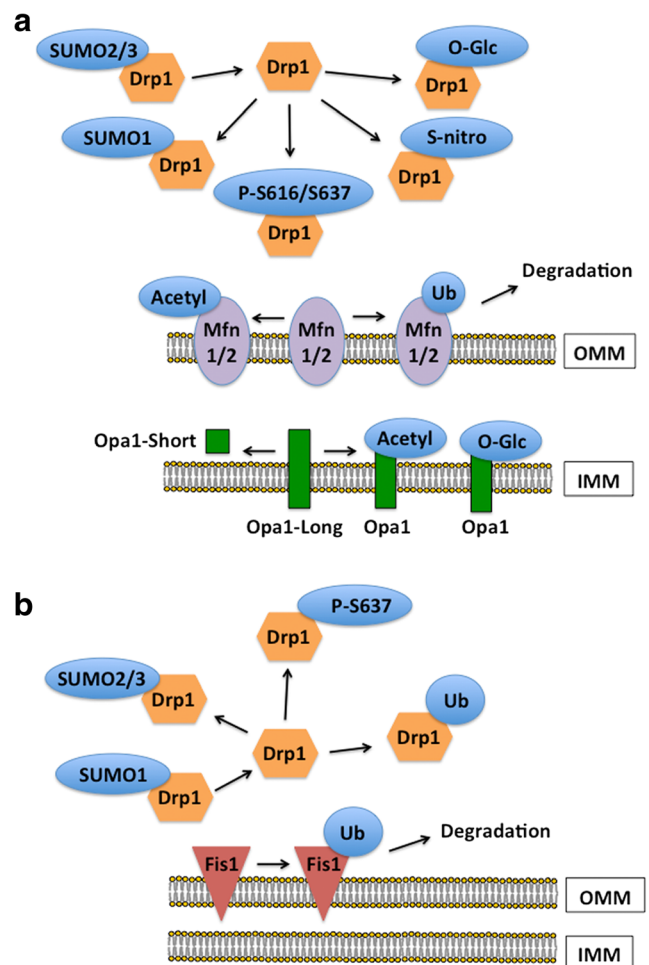 a
SUMO2/3
Drp1
Drp1
O-Glc
Drp1
SUMO1
Drp1
S-nitro
Drp1
P-S616/S637
Drp1
Degradation
Acetyl
Mfn
1/2
Mfn
1/2
Ub
Mfn
1/2
OMM
Opa1-Short
Acetyl
O-Glc
IMM
Opa1-Long
Opa1
Opa1
b
P-S637
Drp1
SUMO2/3
Drp1
Ub
Drp1
Drp1
SUMO1
Drp1
Ub
Degradation
Fis1
Fis1
OMM
IMM